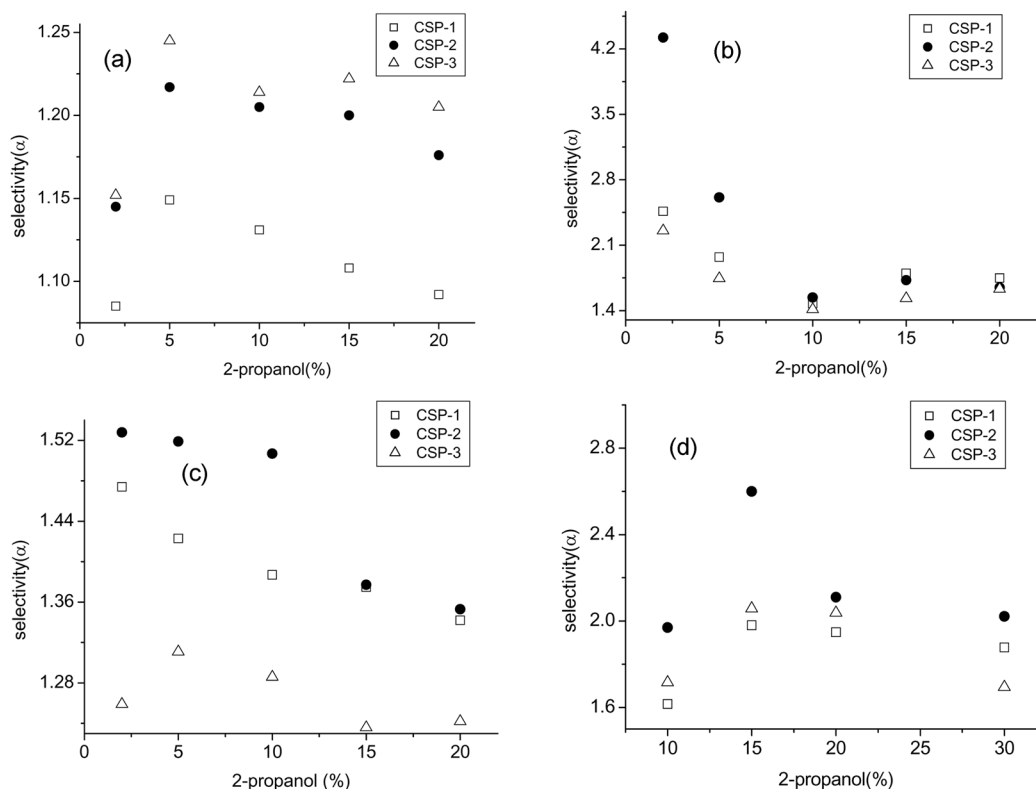 (a)
CSP-1
CSP-2
CSP-3
1.25
1.20
1.15
1.10
selectivity(α)
0 5 10 15 20
2-propanol(%)
(b)
CSP-1
CSP-2
CSP-3
4.2
3.5
2.8
2.1
1.4
selectivity(α)
0 5 10 15 20
2-propanol(%)
(c)
CSP-1
CSP-2
CSP-3
1.52
1.44
1.36
1.28
selectivity(α)
0 5 10 15 20
2-propanol (%)
(d)
CSP-1
CSP-2
CSP-3
2.8
2.4
2.0
1.6
selectivity(α)
10 15 20 25 30
2-propanol(%)